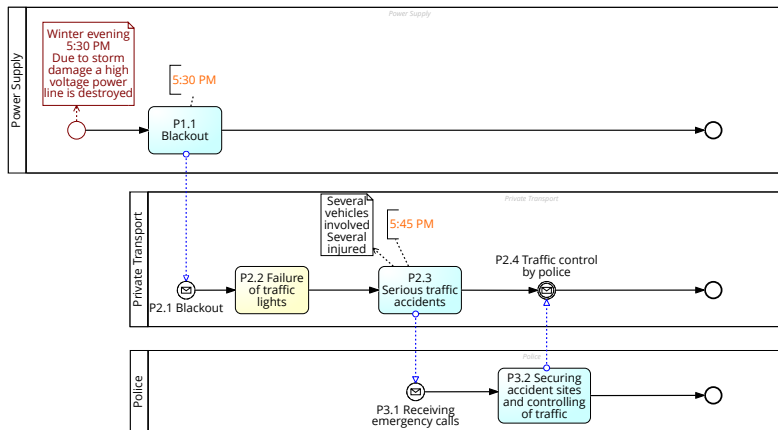 Power Supply
Power Supply
Winter evening
5:30 PM
Due to storm
damage a high
voltage power
line is destroyed
5:30 PM
P1.1
Blackout
Private Transport
Private Transport
Several
vehicles
involved
Several
injured
5:45 PM
P2.1 Blackout
P2.2 Failure
of traffic
lights
P2.3
Serious traffic
accidents
P2.4 Traffic control
by police
Police
Police
P3.1 Receiving
emergency calls
P3.2 Securing
accident sites
and controlling
of traffic